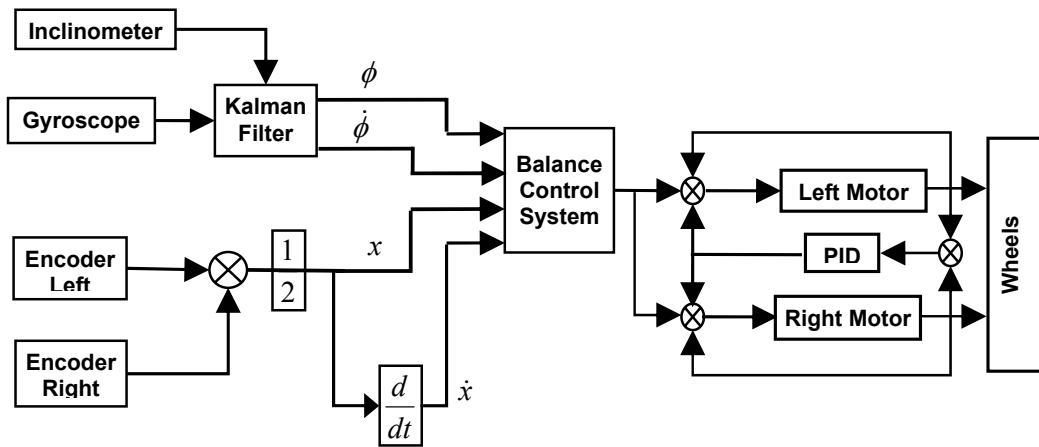 Inclinometer
Gyroscope
Kalman
Filter
ϕ
ϕ̇
Balance
Control
System
Encoder
Left
Encoder
Right
1
2
x
d
dt
ẋ
Left Motor
PID
Right Motor
Wheels